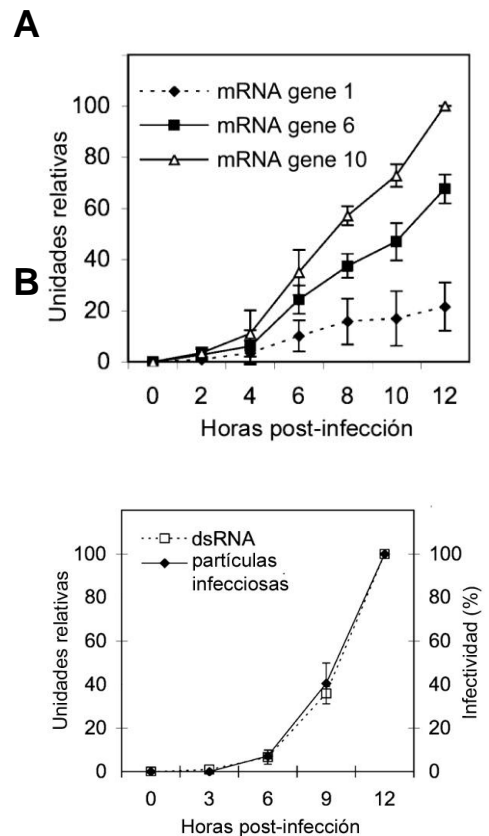 A
mRNA gene 1
mRNA gene 6
mRNA gene 10
100
80
60
40
20
0
Unidades relativas
0 2 4 6 8 10 12
Horas post-infección
B
dsRNA
partículas
infecciosas
100
80
60
40
20
0
Unidades relativas
100
80
60
40
20
0
Infectividad (%)
0 3 6 9 12
Horas post-infección